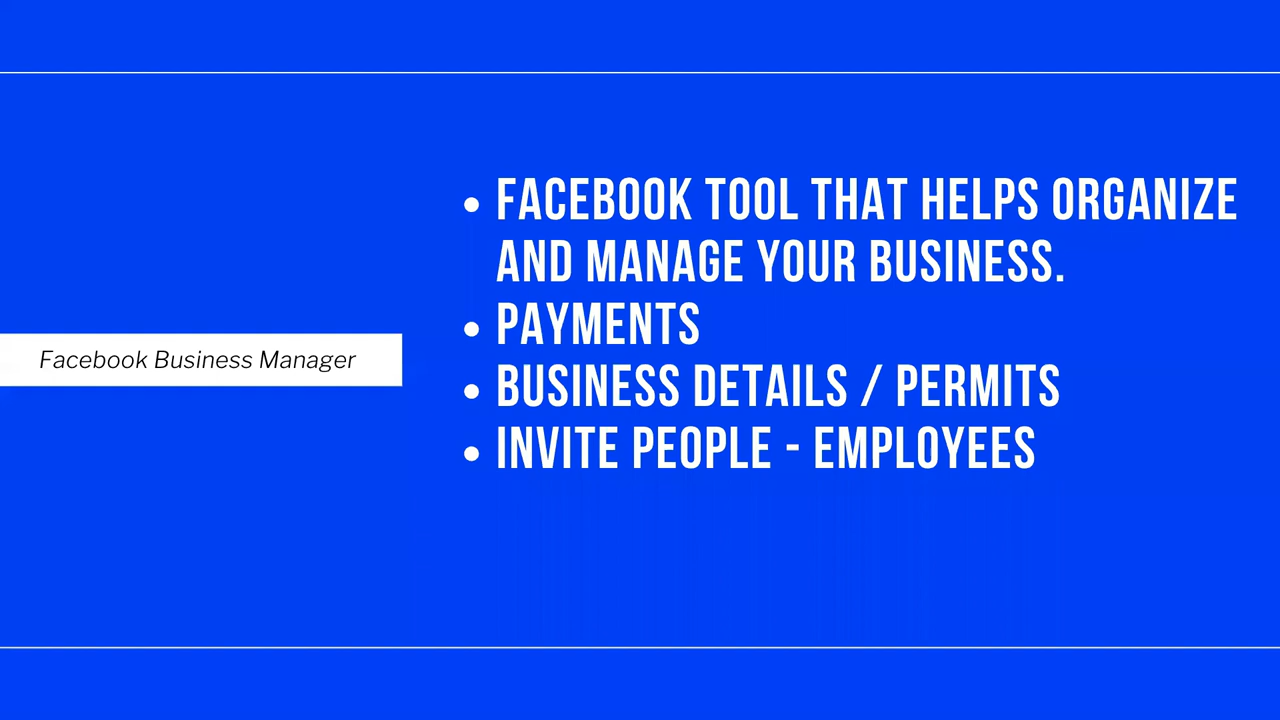 Facebook Business Manager
• FACEBOOK TOOL THAT HELPS ORGANIZE
AND MANAGE YOUR BUSINESS.
• PAYMENTS
• BUSINESS DETAILS / PERMITS
• INVITE PEOPLE - EMPLOYEES